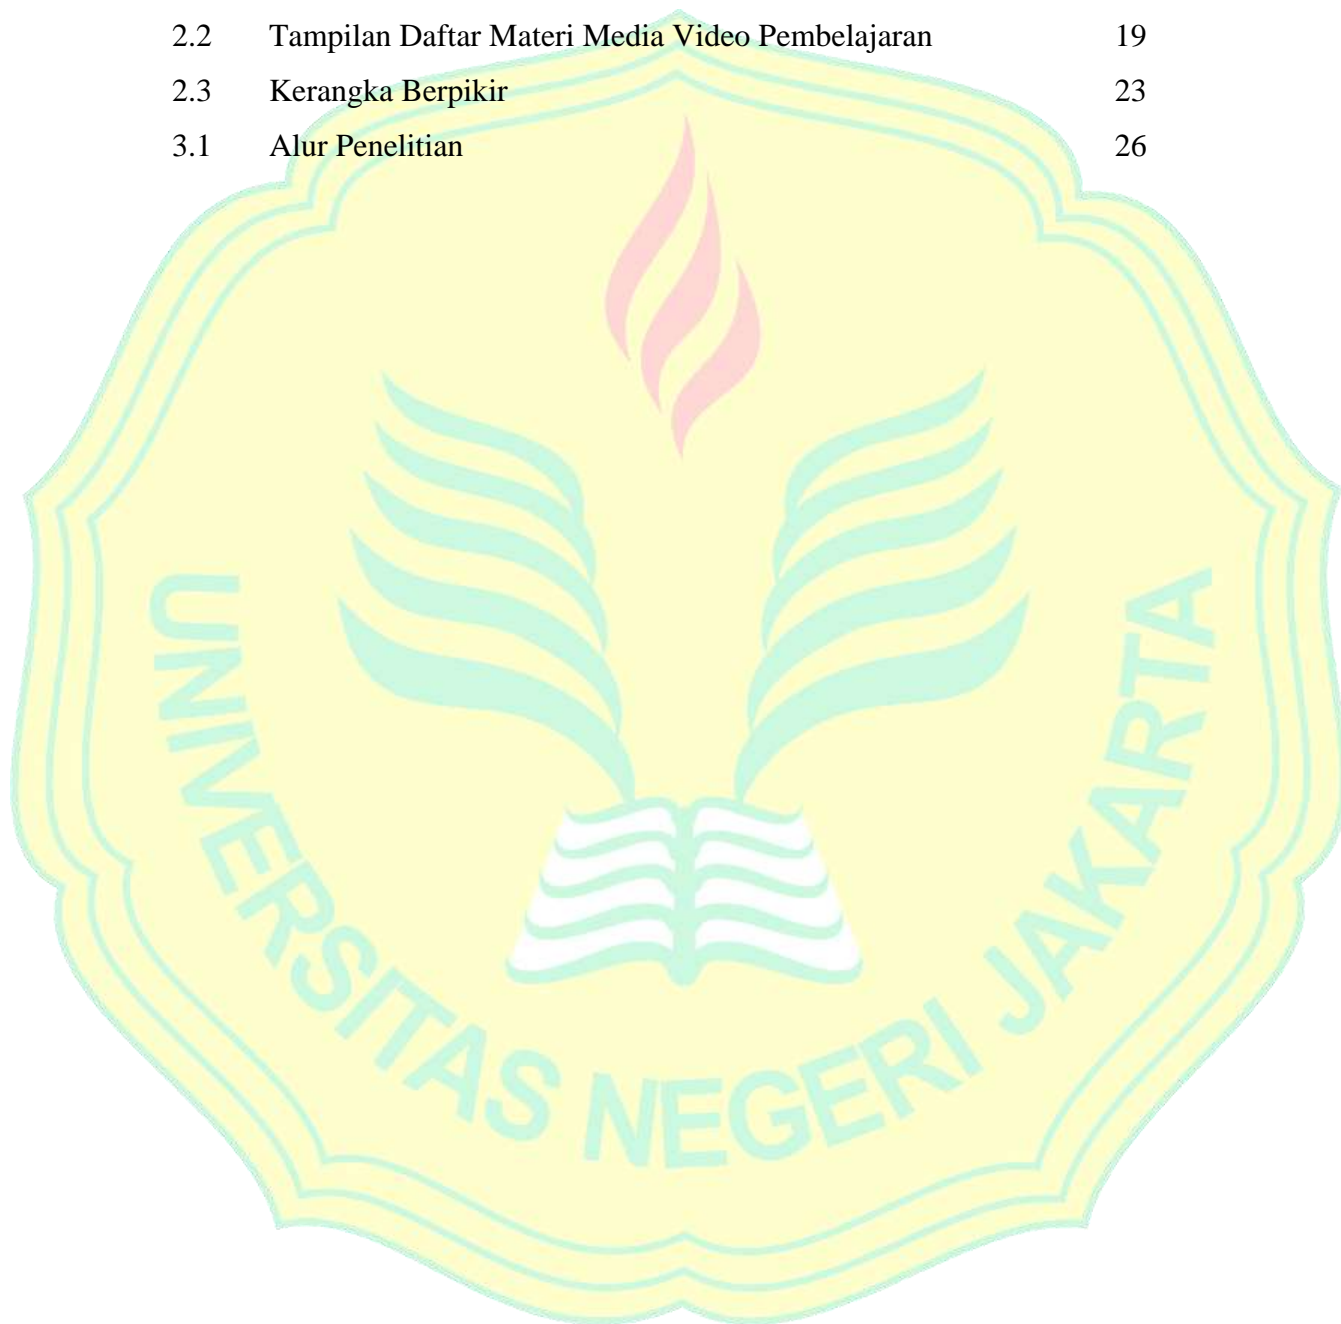 2.2 Tampilan Daftar Materi Media Video Pembelajaran 19
2.3 Kerangka Berpikir 23
3.1 Alur Penelitian 26
UNIVERSITAS NEGERI JAKARTA